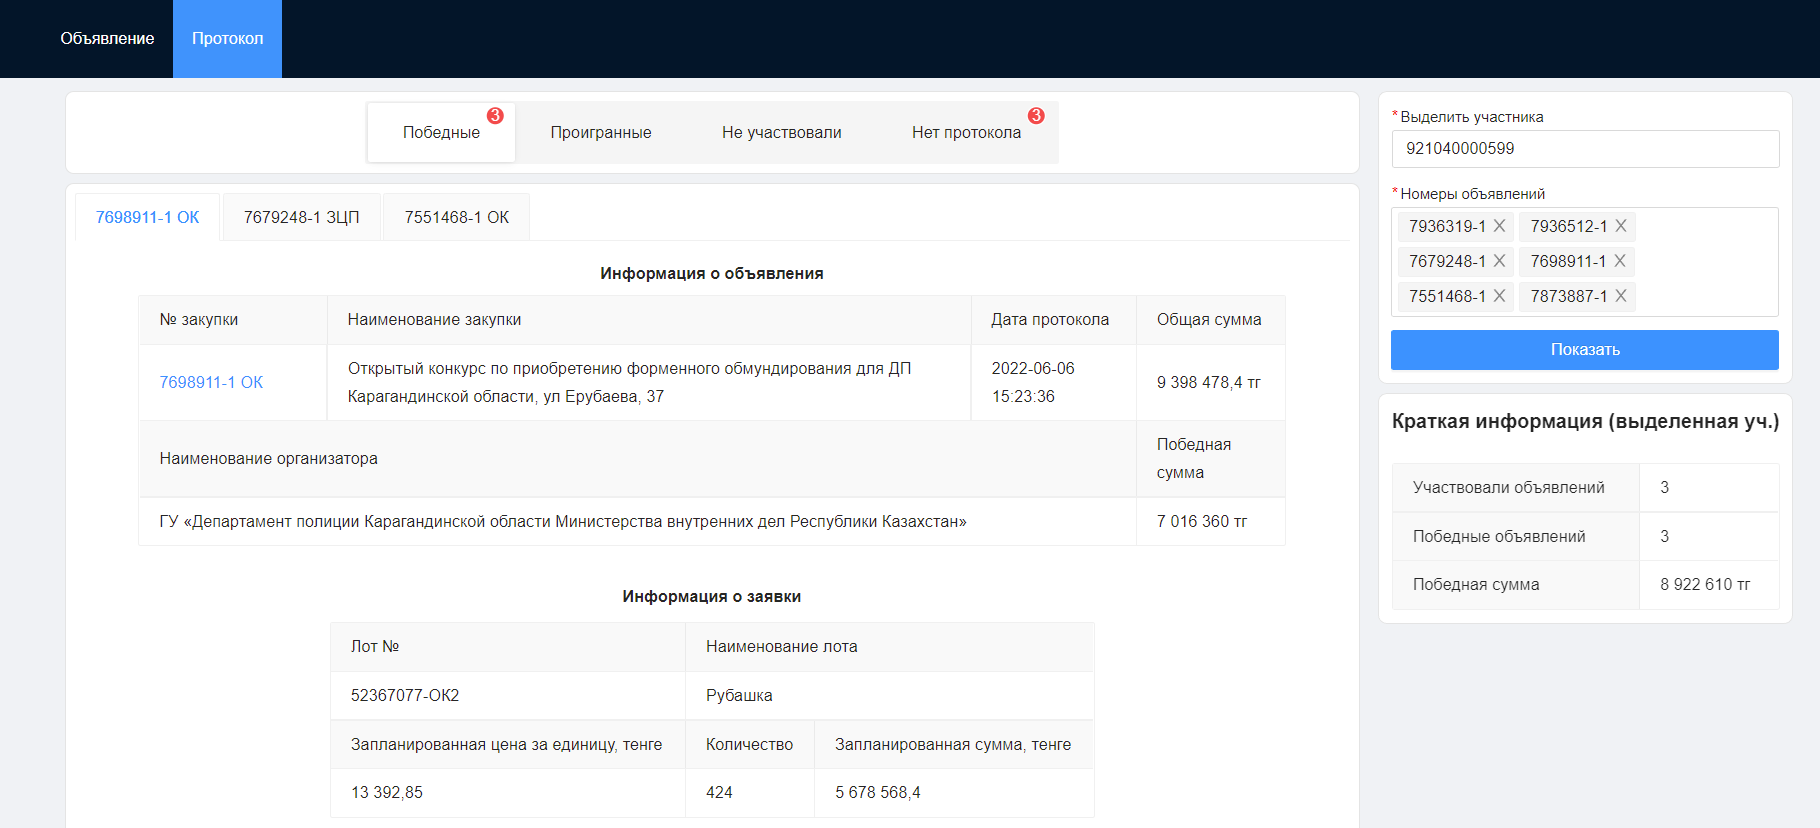 Объявление
Протокол
Победные
3
Проигранные
Не участвовали
Нет протокола
3
7698911-1 ОК
7679248-1 ЗЦП
7551468-1 ОК
Информация о объявления
№ закупки
Наименование закупки
Дата протокола
Общая сумма
7698911-1 ОК
Открытый конкурс по приобретению форменного обмундирования для ДП
Карагандинской области, ул Ерубаева, 37
2022-06-06
15:23:36
9 398 478,4 тг
Наименование организатора
Победная
сумма
ГУ «Департамент полиции Карагандинской области Министерства внутренних дел Республики Казахстан»
7 016 360 тг
Информация о заявки
Лот №
Наименование лота
52367077-ОК2
Рубашка
Запланированная цена за единицу, тенге
Количество
Запланированная сумма, тенге
13 392,85
424
5 678 568,4
* Выделить участника
921040000599
* Номеры объявлений
7936319-1
7936512-1
7679248-1
7698911-1
7551468-1
7873887-1
Показать
Краткая информация (выделенная уч.)
Участвовали объявлений
3
Победные объявлений
3
Победная сумма
8 922 610 тг